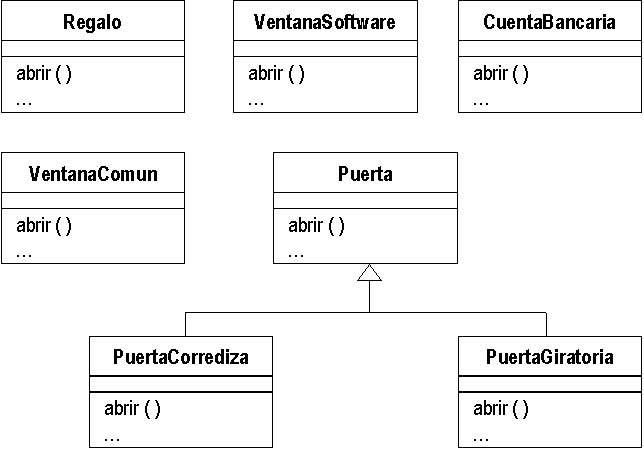 Regalo
abrir ( )
...
VentanaSoftware
abrir ( )
...
CuentaBancaria
abrir ( )
...
VentanaComun
abrir ( )
...
Puerta
abrir ( )
...
PuertaCorrediza
abrir ( )
...
PuertaGiratoria
abrir ( )
...